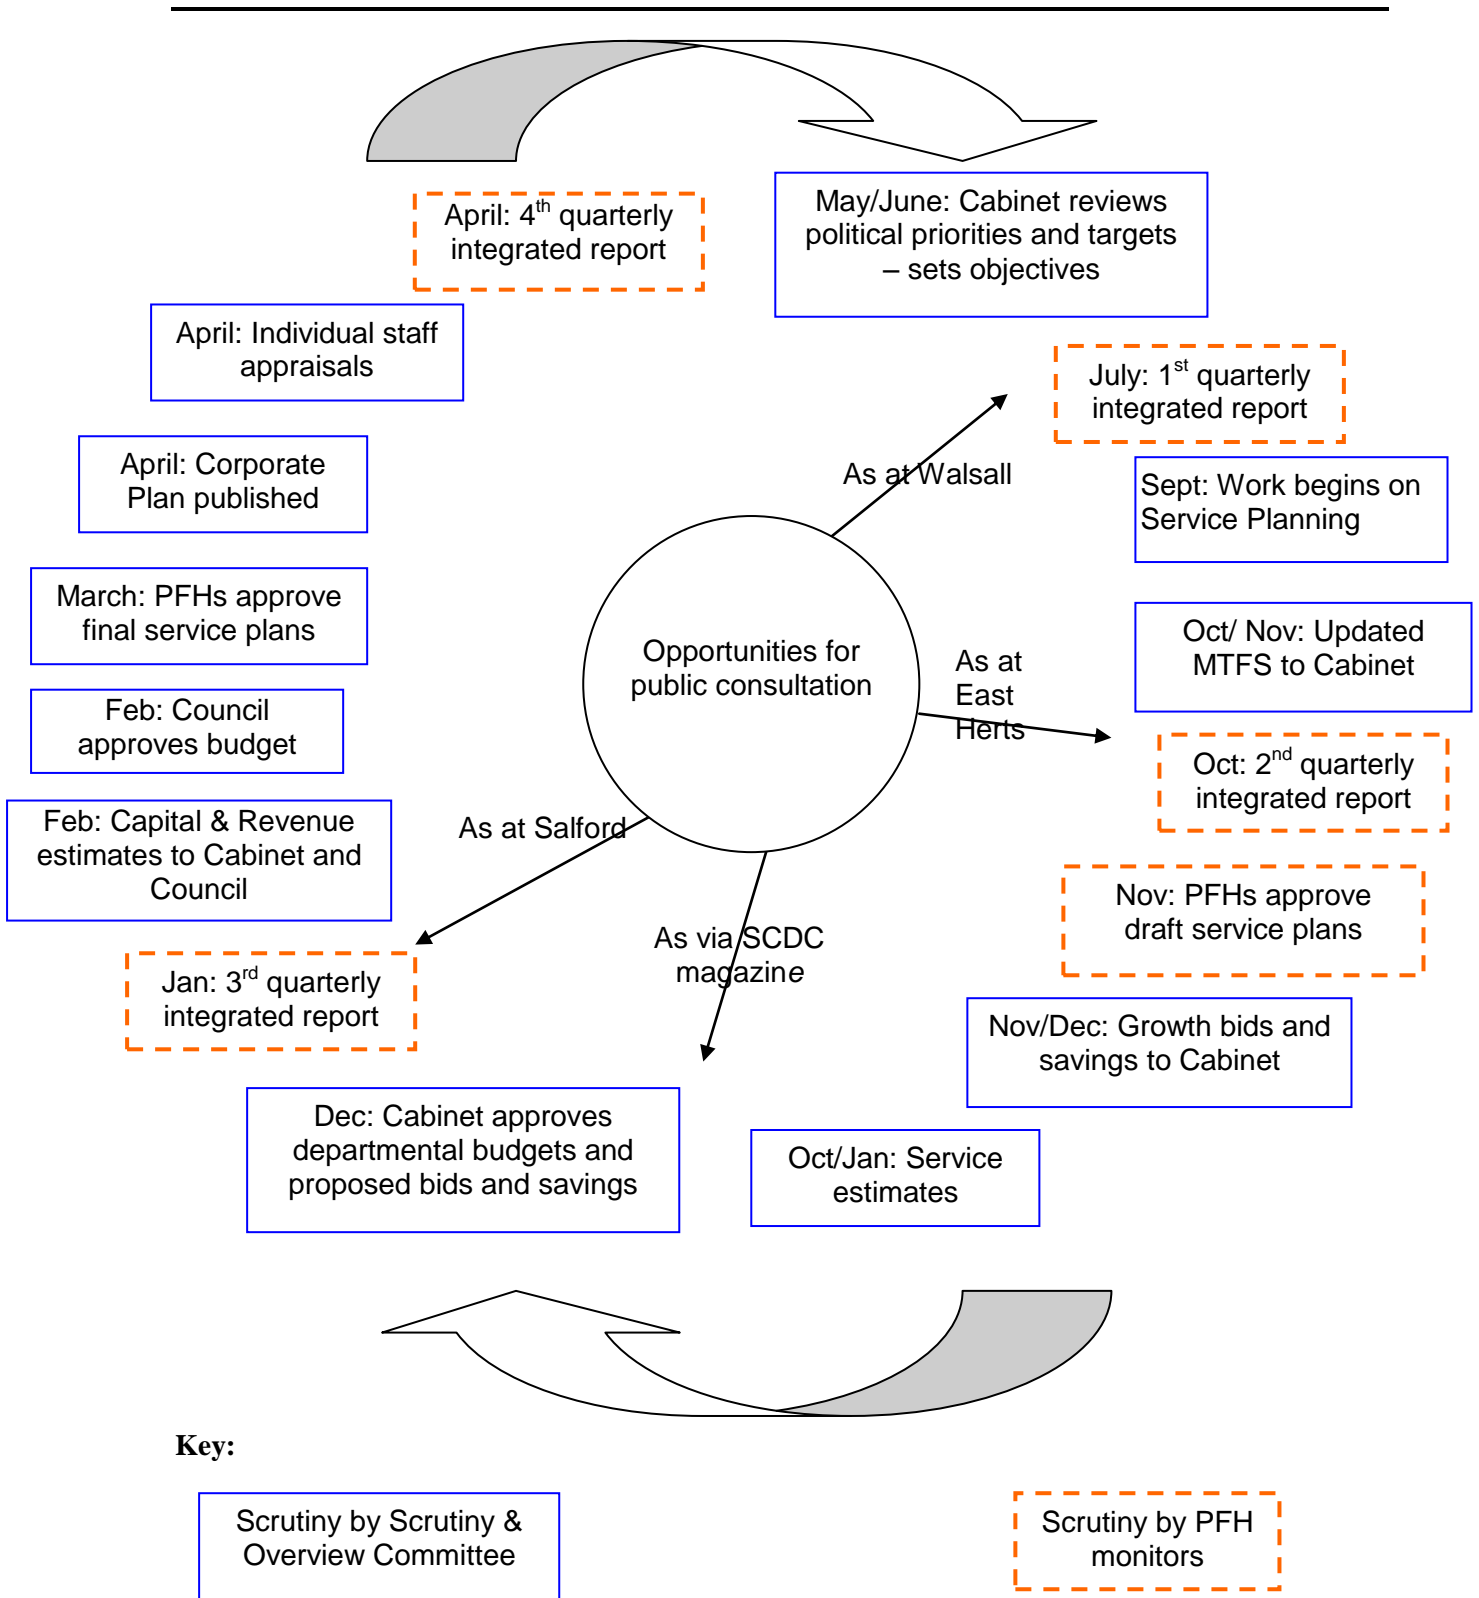 April: 4th quarterly
integrated report
May/June: Cabinet reviews
political priorities and targets
– sets objectives
April: Individual staff
appraisals
July: 1st quarterly
integrated report
April: Corporate
Plan published
As at Walsall
Sept: Work begins on
Service Planning
March: PFHs approve
final service plans
Opportunities for
public consultation
As at
East
Herts
Oct/ Nov: Updated
MTFS to Cabinet
Feb: Council
approves budget
Oct: 2nd quarterly
integrated report
Feb: Capital & Revenue
estimates to Cabinet and
Council
As at Salford
Nov: PFHs approve
draft service plans
As via SCDC
magazine
Jan: 3rd quarterly
integrated report
Nov/Dec: Growth bids and
savings to Cabinet
Dec: Cabinet approves
departmental budgets and
proposed bids and savings
Oct/Jan: Service
estimates
Key:
Scrutiny by Scrutiny &
Overview Committee
Scrutiny by PFH
monitors